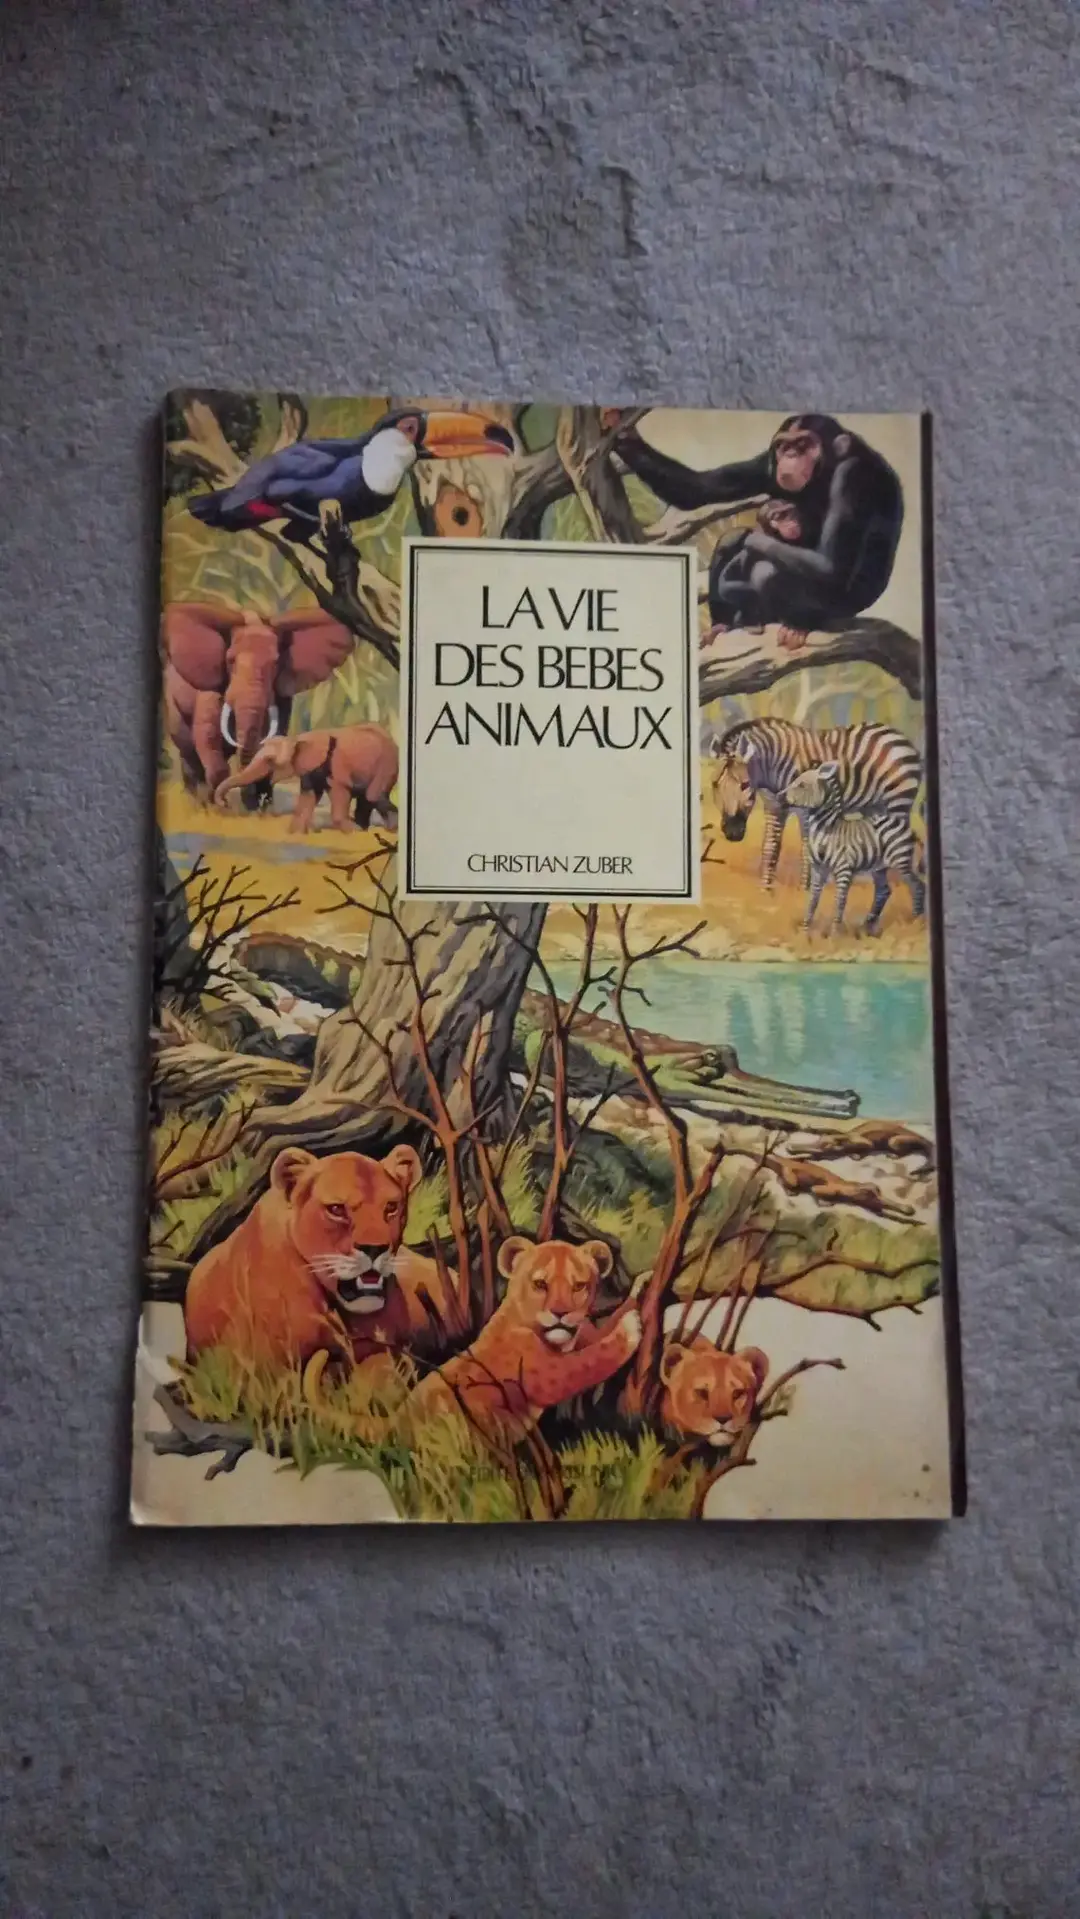 LA VIE
DES BEBES
ANIMAUX
CHRISTIAN ZUBER